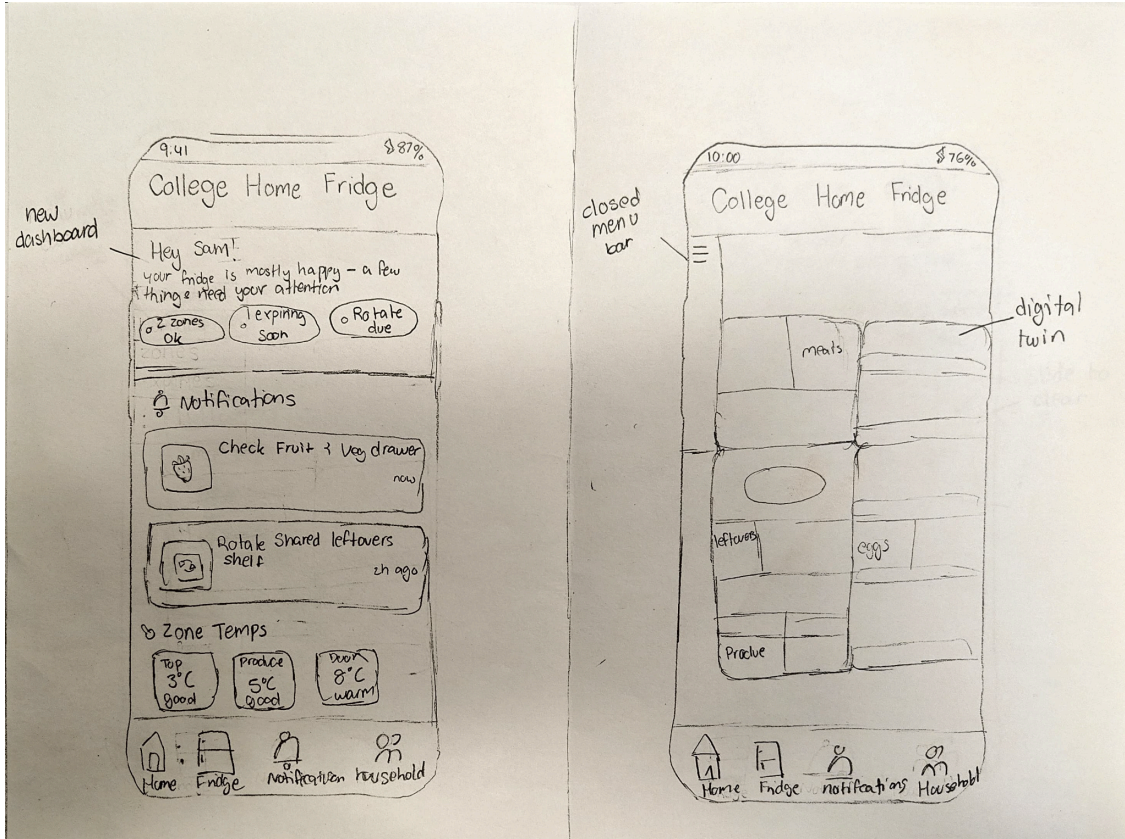 new
dashboard
9:41
87%
College Home Fridge
Hey Sam!
your fridge is mostly happy – a few
things need your attention
2 zones
ok
1 expiring
soon
Rotate
due
Notifications
Check Fruit & Veg drawer
now
Rotate Shared leftovers
shelf
2h ago
Zone Temps
Top
3°C
good
Produce
5°C
good
Door
8°C
warm
Home
Fridge
Notification
household
closed
menu
bar
10:00
76%
College Home Fridge
digital
twin
meats
leftovers
eggs
Produe
Home
Fridge
notifications
Household